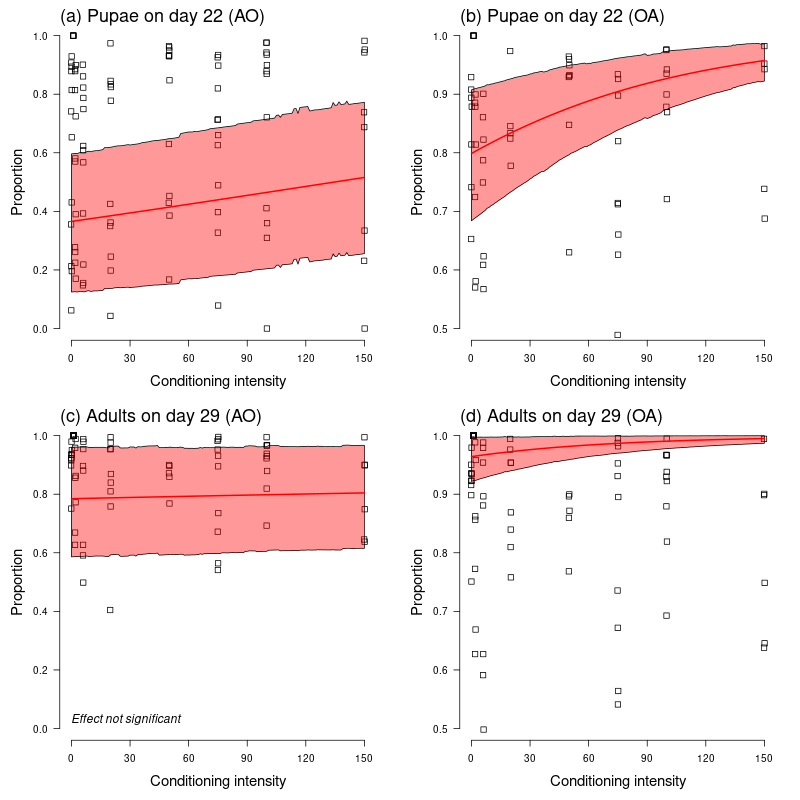 (a) Pupae on day 22 (AO)
1.0
0.8
0.6
0.4
0.2
0.0
Proportion
0 30 60 90 120 150
Conditioning intensity
(b) Pupae on day 22 (OA)
1.0
0.9
0.8
0.7
0.6
0.5
Proportion
0 30 60 90 120 150
Conditioning intensity
(c) Adults on day 29 (AO)
1.0
0.8
0.6
0.4
0.2
0.0
Proportion
Effect not significant
0 30 60 90 120 150
Conditioning intensity
(d) Adults on day 29 (OA)
1.0
0.9
0.8
0.7
0.6
0.5
Proportion
0 30 60 90 120 150
Conditioning intensity